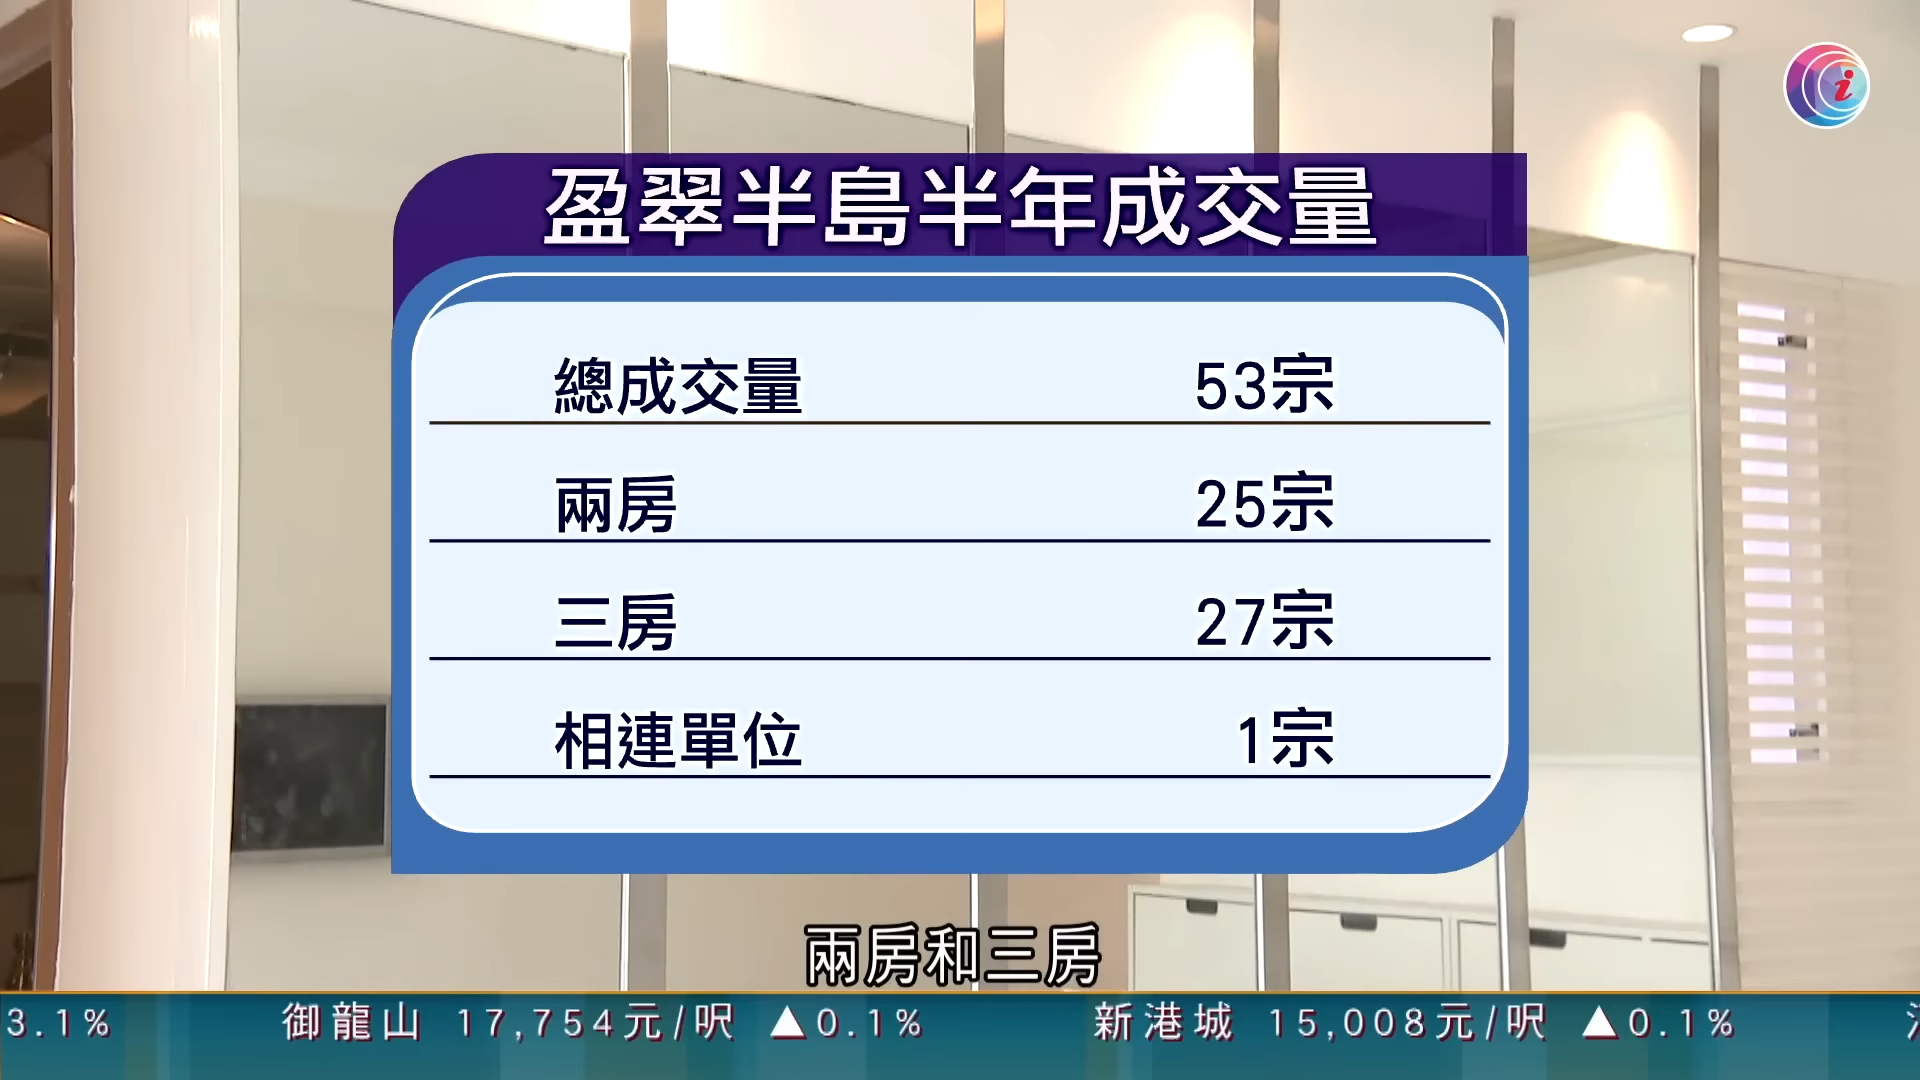 i
盈翠半島半年成交量
總成交量 53宗
兩房 25宗
三房 27宗
相連單位 1宗
兩房和三房
3.1% 御龍山 17,754元/呎 ▲0.1% 新港城 15,008元/呎 ▲0.1%